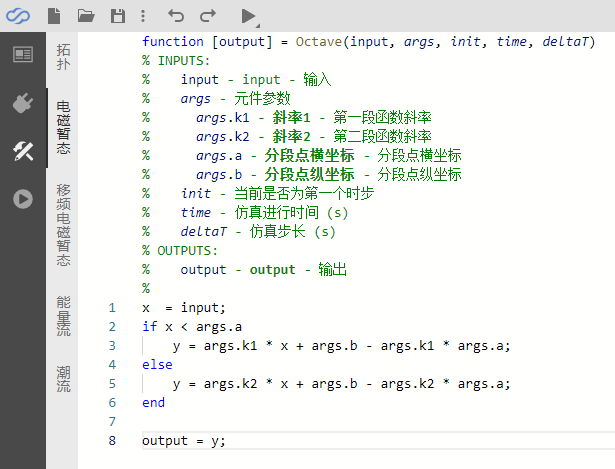 拓扑
电磁暂态
移频电磁暂态
能量流
潮流
function [output] = Octave(input, args, init, time, deltaT)
% INPUTS:
%    input - input - 输入
%    args - 元件参数
%      args.k1 - 斜率1 - 第一段函数斜率
%      args.k2 - 斜率2 - 第二段函数斜率
%      args.a - 分段点横坐标 - 分段点横坐标
%      args.b - 分段点纵坐标 - 分段点纵坐标
%    init - 当前是否为第一个时步
%    time - 仿真进行时间 (s)
%    deltaT - 仿真步长 (s)
% OUTPUTS:
%    output - output - 输出
%
1 x  = input;
2 if x < args.a
3     y = args.k1 * x + args.b - args.k1 * args.a;
4 else
5     y = args.k2 * x + args.b - args.k2 * args.a;
6 end
7
8 output = y;